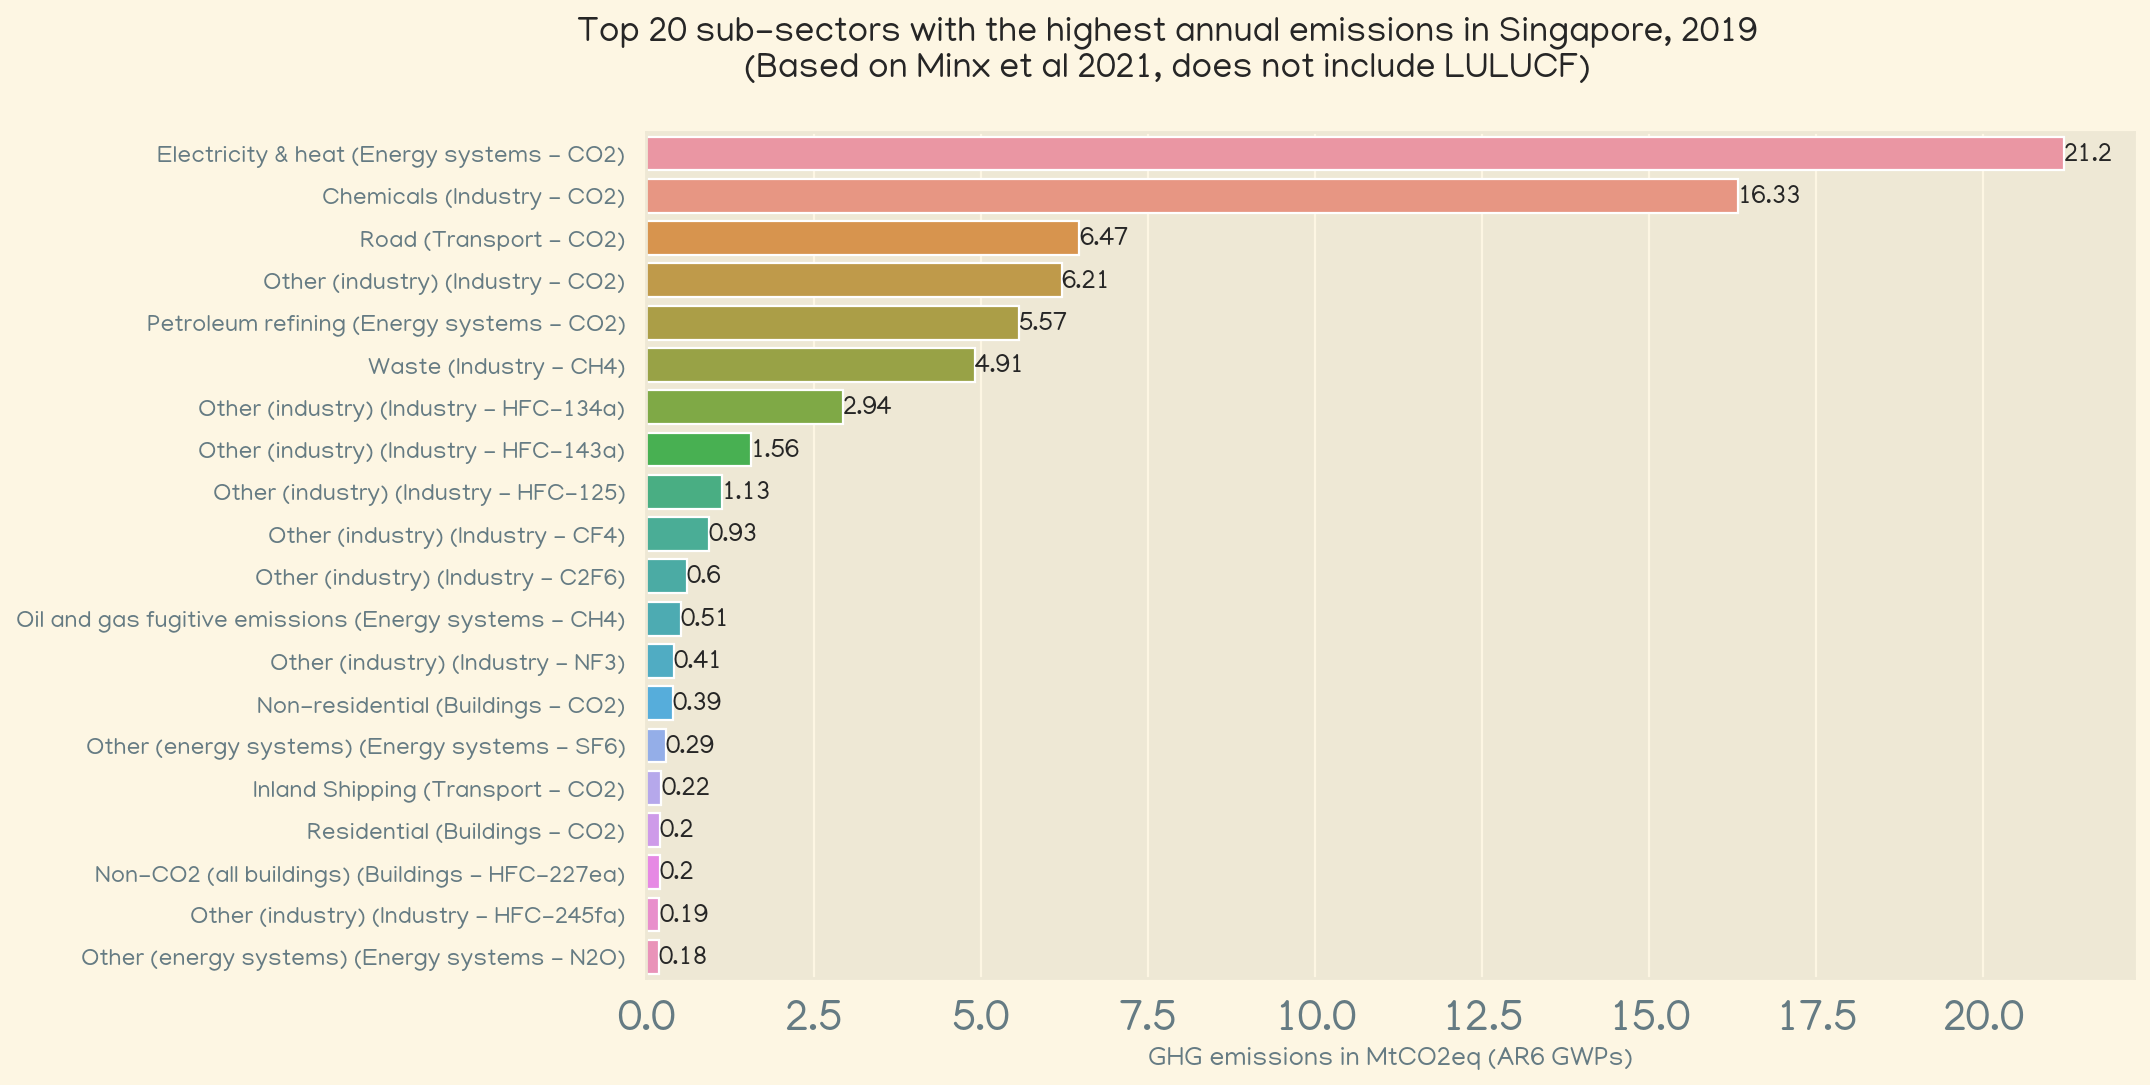 Top 20 sub-sectors with the highest annual emissions in Singapore, 2019
(Based on Minx et al 2021, does not include LULUCF)
Electricity & heat (Energy systems - CO2) 21.2
Chemicals (Industry - CO2) 16.33
Road (Transport - CO2) 6.47
Other (industry) (Industry - CO2) 6.21
Petroleum refining (Energy systems - CO2) 5.57
Waste (Industry - CH4) 4.91
Other (industry) (Industry - HFC-134a) 2.94
Other (industry) (Industry - HFC-143a) 1.56
Other (industry) (Industry - HFC-125) 1.13
Other (industry) (Industry - CF4) 0.93
Other (industry) (Industry - C2F6) 0.6
Oil and gas fugitive emissions (Energy systems - CH4) 0.51
Other (industry) (Industry - NF3) 0.41
Non-residential (Buildings - CO2) 0.39
Other (energy systems) (Energy systems - SF6) 0.29
Inland Shipping (Transport - CO2) 0.22
Residential (Buildings - CO2) 0.2
Non-CO2 (all buildings) (Buildings - HFC-227ea) 0.2
Other (industry) (Industry - HFC-245fa) 0.19
Other (energy systems) (Energy systems - N2O) 0.18
0.0 2.5 5.0 7.5 10.0 12.5 15.0 17.5 20.0
GHG emissions in MtCO2eq (AR6 GWPs)